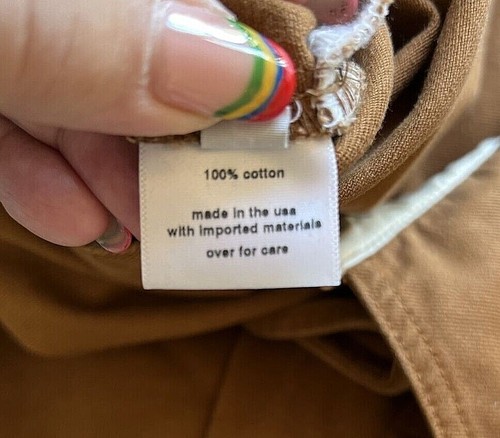 100% cotton
made in the usa
with imported materials
over for care